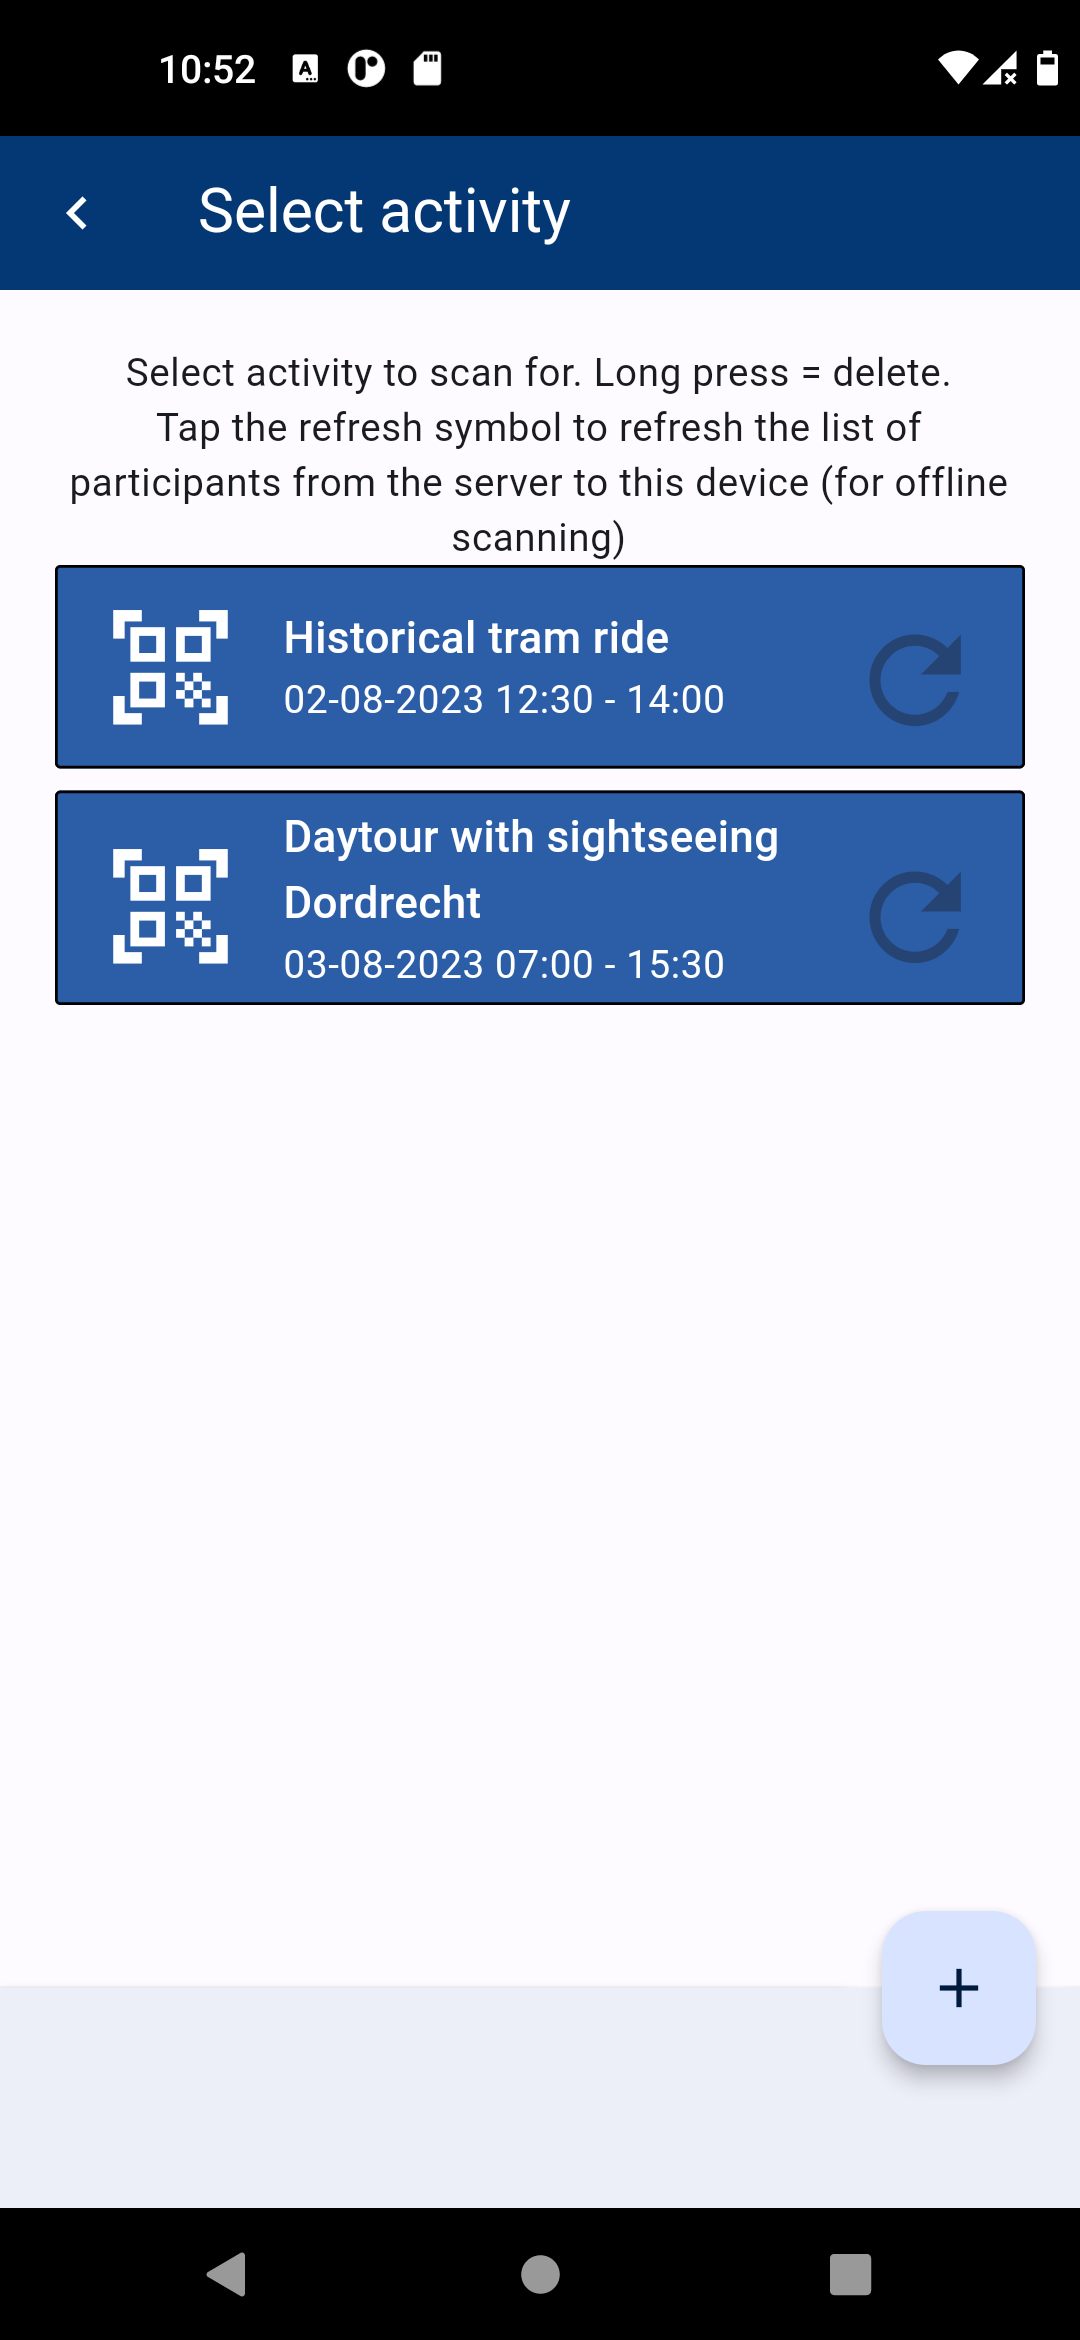 10:52
Select activity
Select activity to scan for. Long press = delete.
Tap the refresh symbol to refresh the list of
participants from the server to this device (for offline
scanning)
Historical tram ride
02-08-2023 12:30 - 14:00
Daytour with sightseeing
Dordrecht
03-08-2023 07:00 - 15:30